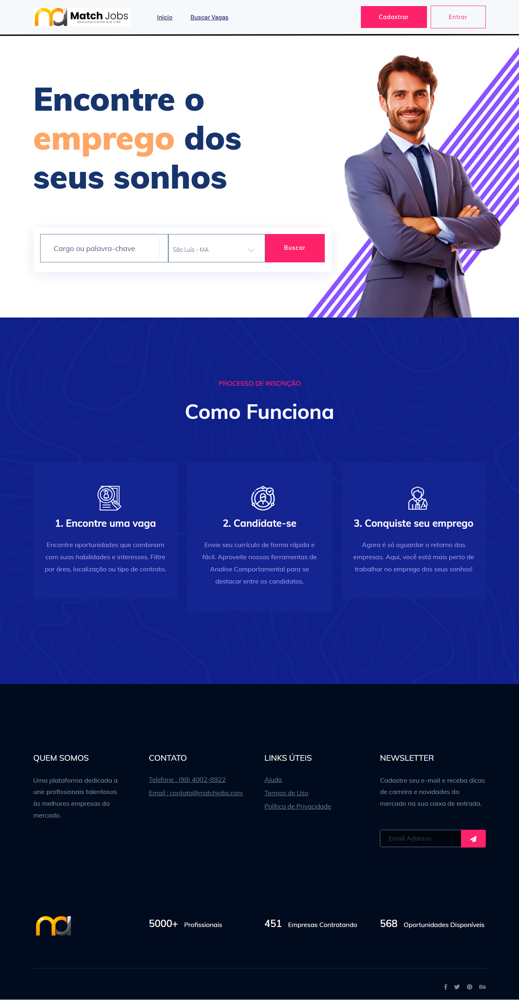 Match Jobs
descomplicando sua vida
Inicio
Buscar Vagas
Cadastrar
Entrar
Encontre o
emprego dos
seus sonhos
Cargo ou palavra-chave
São Luís - MA
Buscar
PROCESSO DE INSCRIÇÃO
Como Funciona
1. Encontre uma vaga
Encontre oportunidades que combinam
com suas habilidades e interesses. Filtre
por área, localização ou tipo de contrato.
2. Candidate-se
Envie seu currículo de forma rápida e
fácil. Aproveite nossas ferramentas de
Analise Comportamental para se
destacar entre os candidatos.
3. Conquiste seu emprego
Agora é só aguardar o retorno das
empresas. Aqui, você está mais perto de
trabalhar no emprego dos seus sonhos!
QUEM SOMOS
Uma plataforma dedicada a
unir profissionais talentosos
às melhores empresas do
mercado.
CONTATO
Telefone : (98) 4002-8922
Email : contato@matchjobs.com
LINKS ÚTEIS
Ajuda
Termos de Uso
Política de Privacidade
NEWSLETTER
Cadastre seu e-mail e receba dicas
de carreira e novidades do
mercado na sua caixa de entrada.
Email Address
5000+ Profissionais
451 Empresas Contratando
568 Oportunidades Disponíveis
Bē